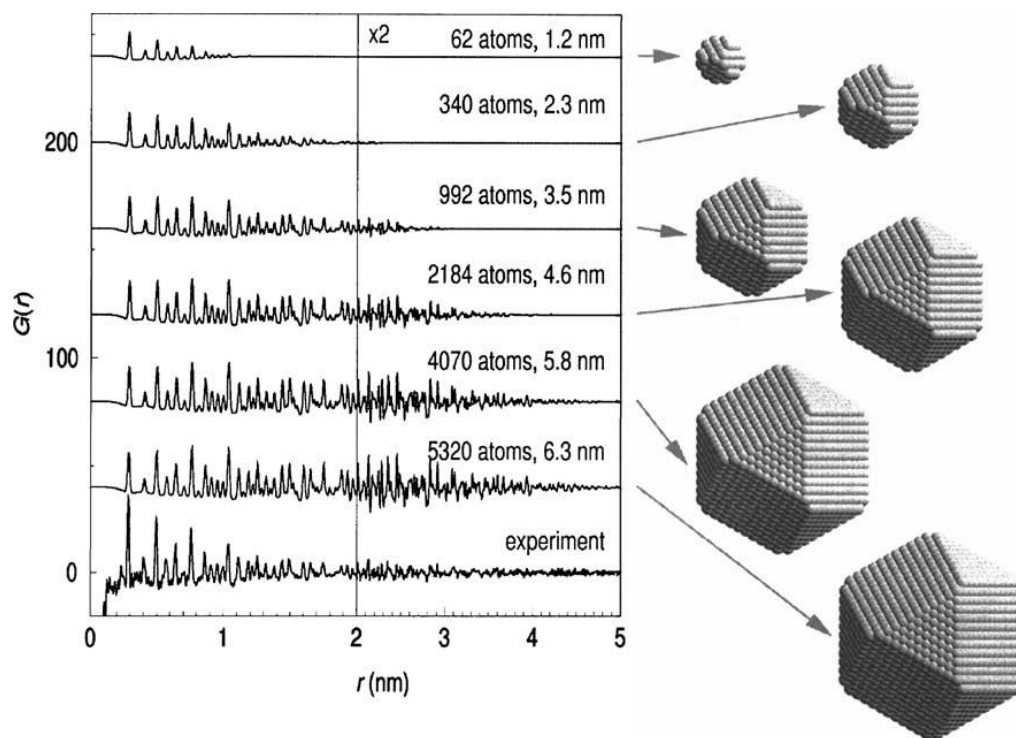 x2
62 atoms, 1.2 nm
340 atoms, 2.3 nm
200
992 atoms, 3.5 nm
2184 atoms, 4.6 nm
G(r)
100
4070 atoms, 5.8 nm
5320 atoms, 6.3 nm
experiment
0
0 1 2 3 4 5
r (nm)